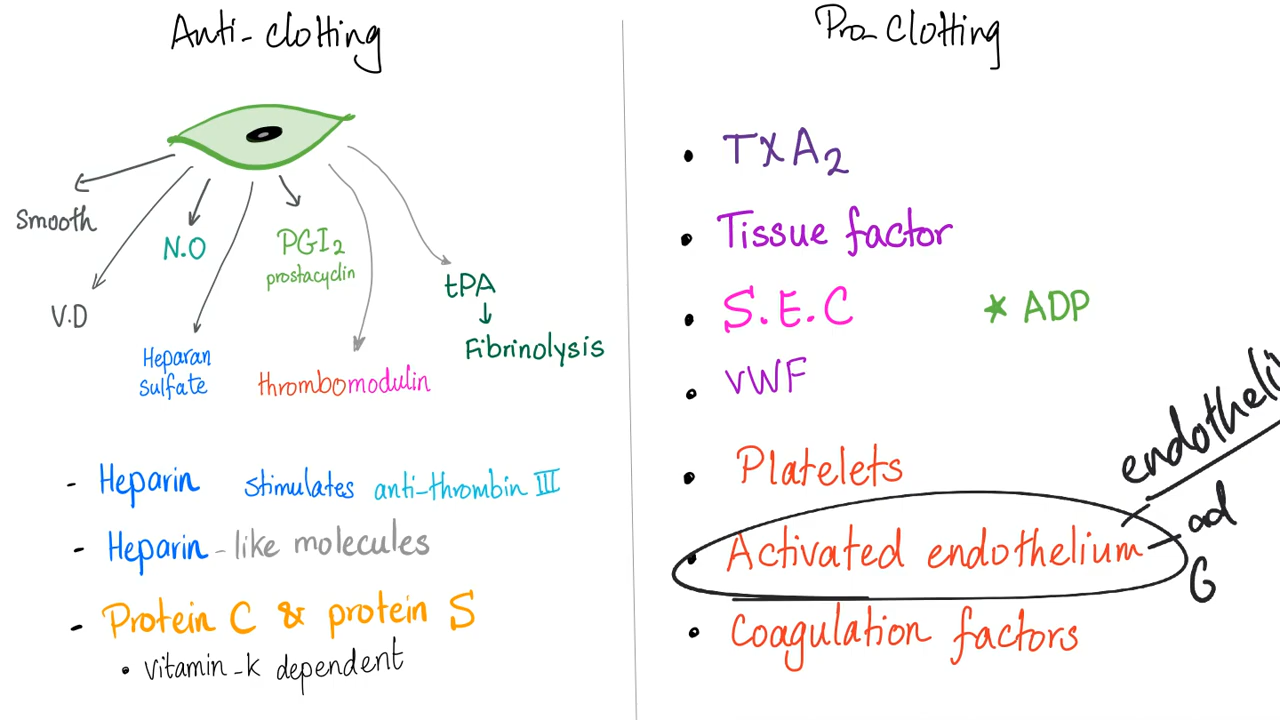 Anti-clotting
Smooth
V.D
N.O
Heparan
sulfate
PGI2
prostacyclin
thrombomodulin
tPA
↓
Fibrinolysis
- Heparin stimulates anti-thrombin III
- Heparin-like molecules
- Protein C & protein S
• vitamin-k dependent
Pro-Clotting
• TXA2
• Tissue factor
• S.E.C * ADP
• vWF
• Platelets
• Activated endothelium
• Coagulation factors
endotheli
ad